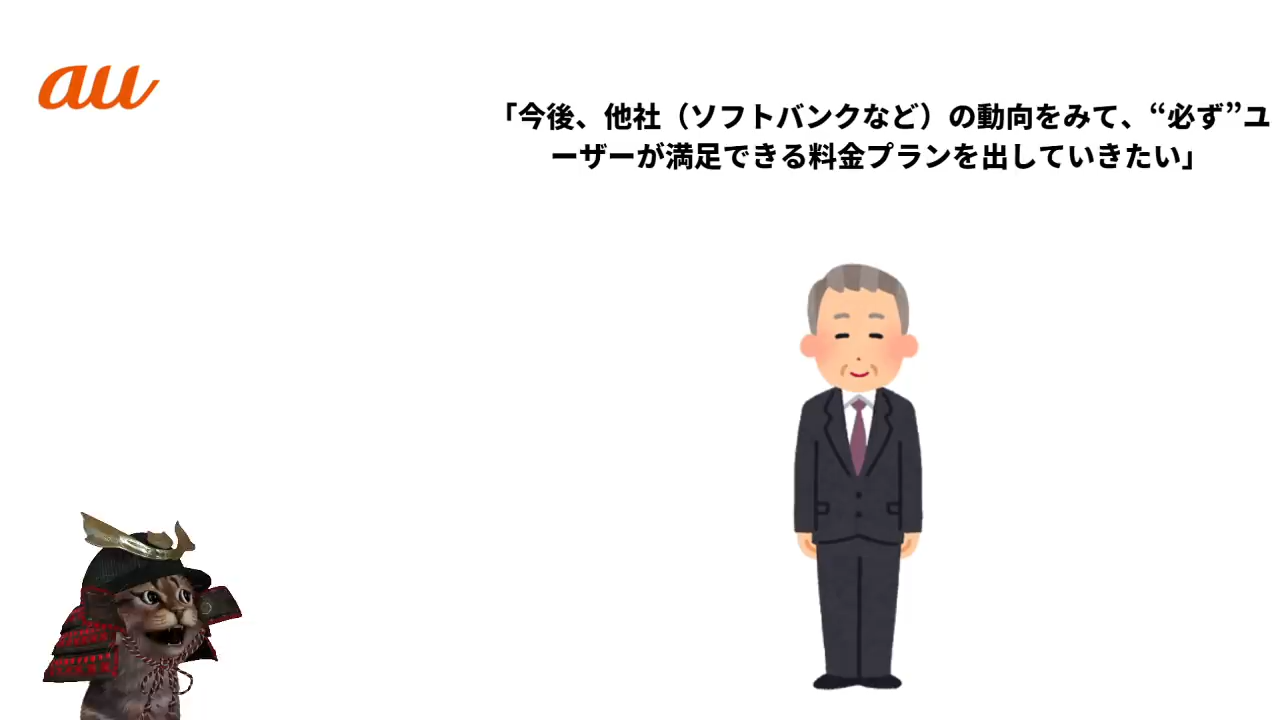 au
「今後、他社（ソフトバンクなど）の動向をみて、“必ず”ユ
ーザーが満足できる料金プランを出していきたい」